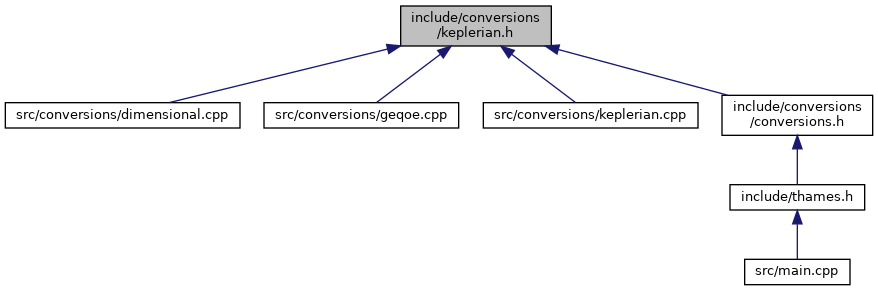 include/conversions
/keplerian.h
src/conversions/dimensional.cpp
src/conversions/geqoe.cpp
src/conversions/keplerian.cpp
include/conversions
/conversions.h
include/thames.h
src/main.cpp